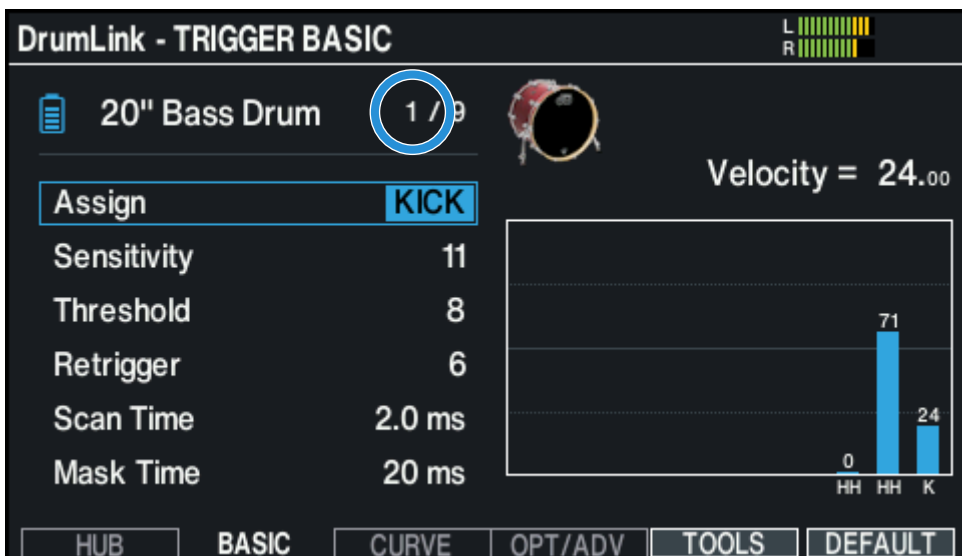 DrumLink - TRIGGER BASIC
L
R
20" Bass Drum 1 / 9
dB
Velocity = 24.00
Assign KICK
Sensitivity 11
Threshold 8
Retrigger 6
Scan Time 2.0 ms
Mask Time 20 ms
71
24
0
HH HH K
HUB BASIC CURVE OPT/ADV TOOLS DEFAULT